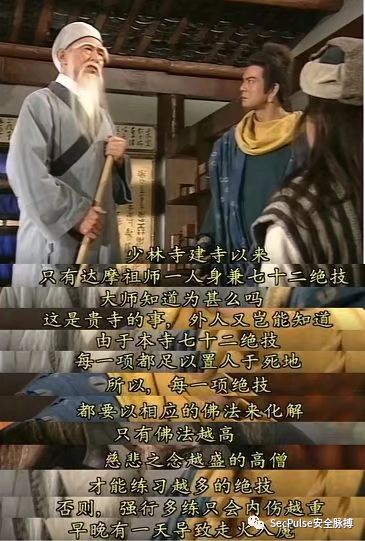 少林寺建寺以来
只有达摩祖师一人身兼七十二绝技
大师知道为甚么吗
这是贵寺的事，外人又岂能知道
由于本寺七十二绝技
每一项都足以置人于死地
所以，每一项绝技
都要以相应的佛法来化解
只有佛法越高
慈悲之念越盛的高僧
才能练习越多的绝技
否则，强行多练只会内伤越重
早晚有一天导致走火入魔
SecPulse安全脉搏